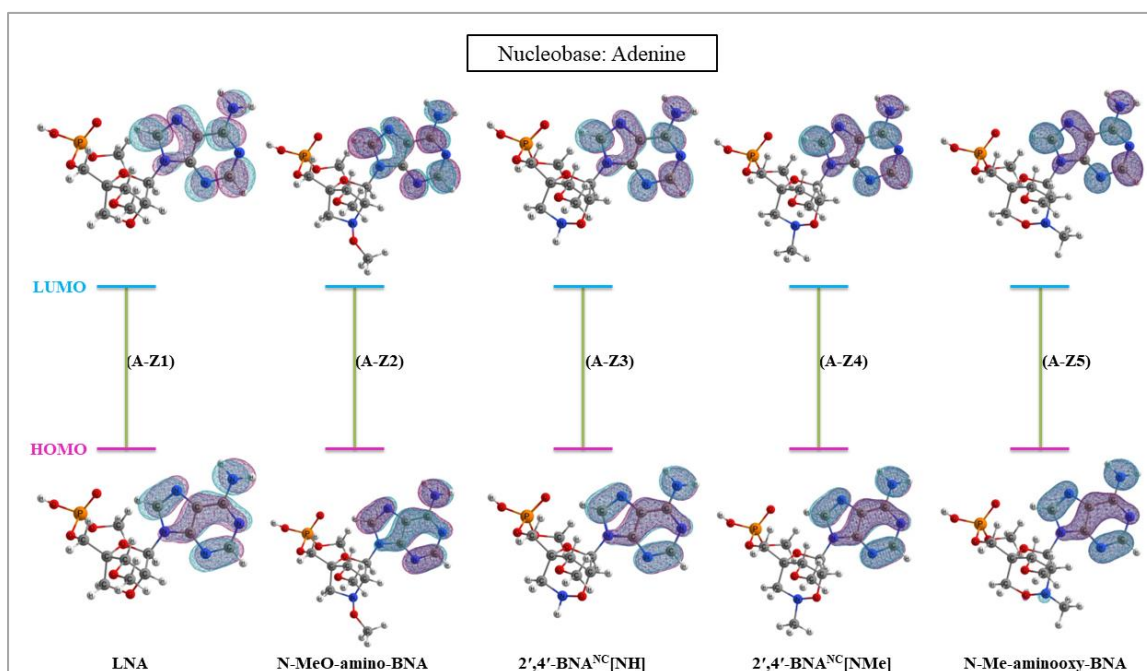 Nucleobase: Adenine
P P P P P
LUMO
(A-Z1) (A-Z2) (A-Z3) (A-Z4) (A-Z5)
HOMO
P P P P P
LNA N-MeO-amino-BNA 2′,4′-BNA^NC[NH] 2′,4′-BNA^NC[NMe] N-Me-aminooxy-BNA